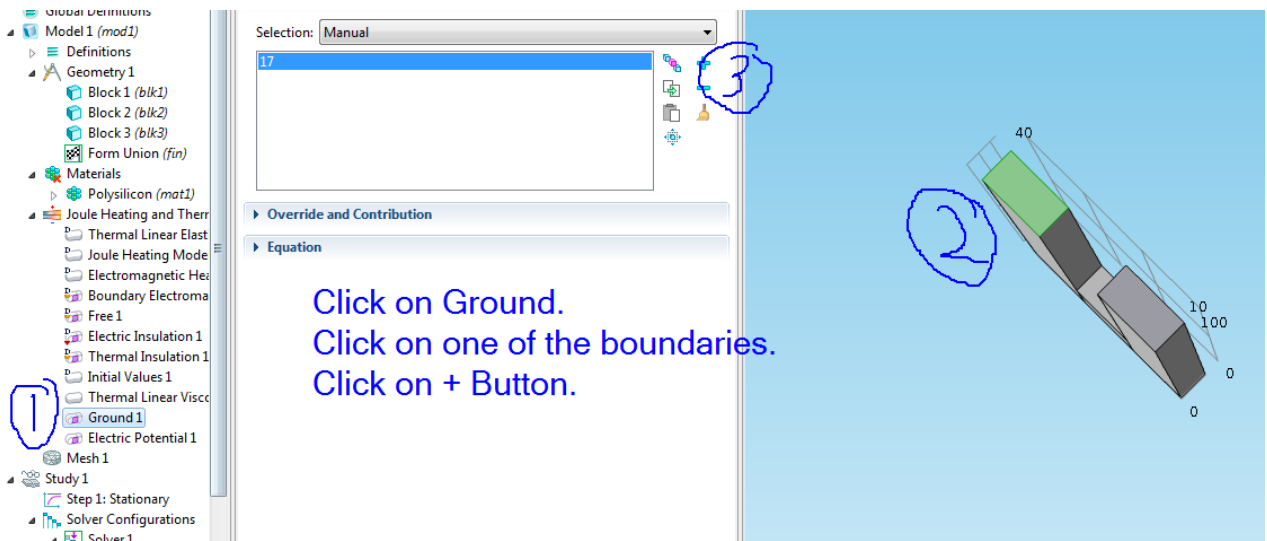 Global Definitions
Model 1 (mod1)
Definitions
Geometry 1
Block 1 (blk1)
Block 2 (blk2)
Block 3 (blk3)
Form Union (fin)
Materials
Polysilicon (mat1)
Joule Heating and Therr
Thermal Linear Elast
Joule Heating Mode
Electromagnetic Hea
Boundary Electroma
Free 1
Electric Insulation 1
Thermal Insulation 1
Initial Values 1
Thermal Linear Visco
Ground 1
Electric Potential 1
Mesh 1
Study 1
Step 1: Stationary
Solver Configurations
Solver 1
1
Selection: Manual
17
3
Override and Contribution
Equation
Click on Ground.
Click on one of the boundaries.
Click on + Button.
2
40
10
100
0
0